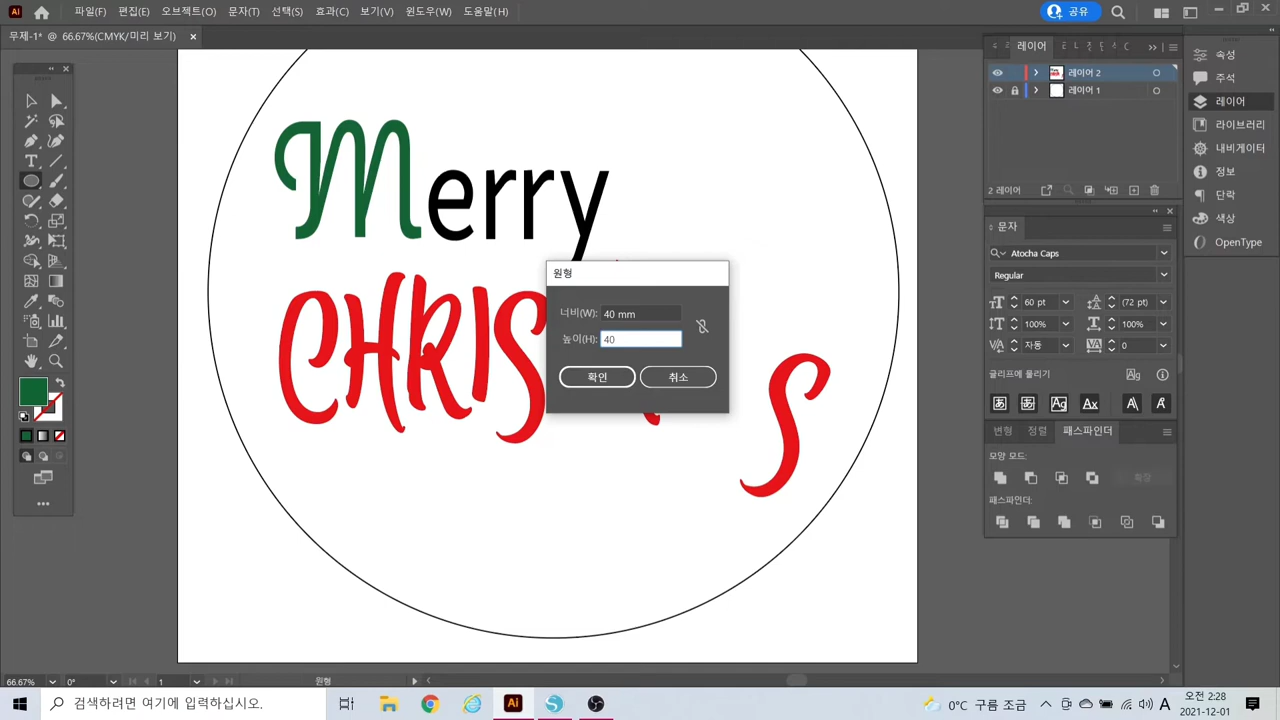 Ai
파일(F)
편집(E)
오브젝트(O)
문자(T)
선택(S)
효과(C)
보기(V)
윈도우(W)
도움말(H)
공유
무제-1* @ 66.67%(CMYK/미리 보기)
레이어
레이어 2
레이어 1
2 레이어
속성
주석
레이어
라이브러리
내비게이터
정보
단락
색상
OpenType
Merry
CHRIS
S
원형
너비(W): 40 mm
높이(H): 40
확인
취소
문자
Atocha Caps
Regular
60 pt
(72 pt)
100%
100%
자동
0
글리프에 물리기
변형
정렬
패스파인더
모양 모드:
확장
패스파인더:
66.67%
0°
1
원형
검색하려면 여기에 입력하십시오.
Ai
0°C 구름 조금
A
오전 2:28
2021-12-01